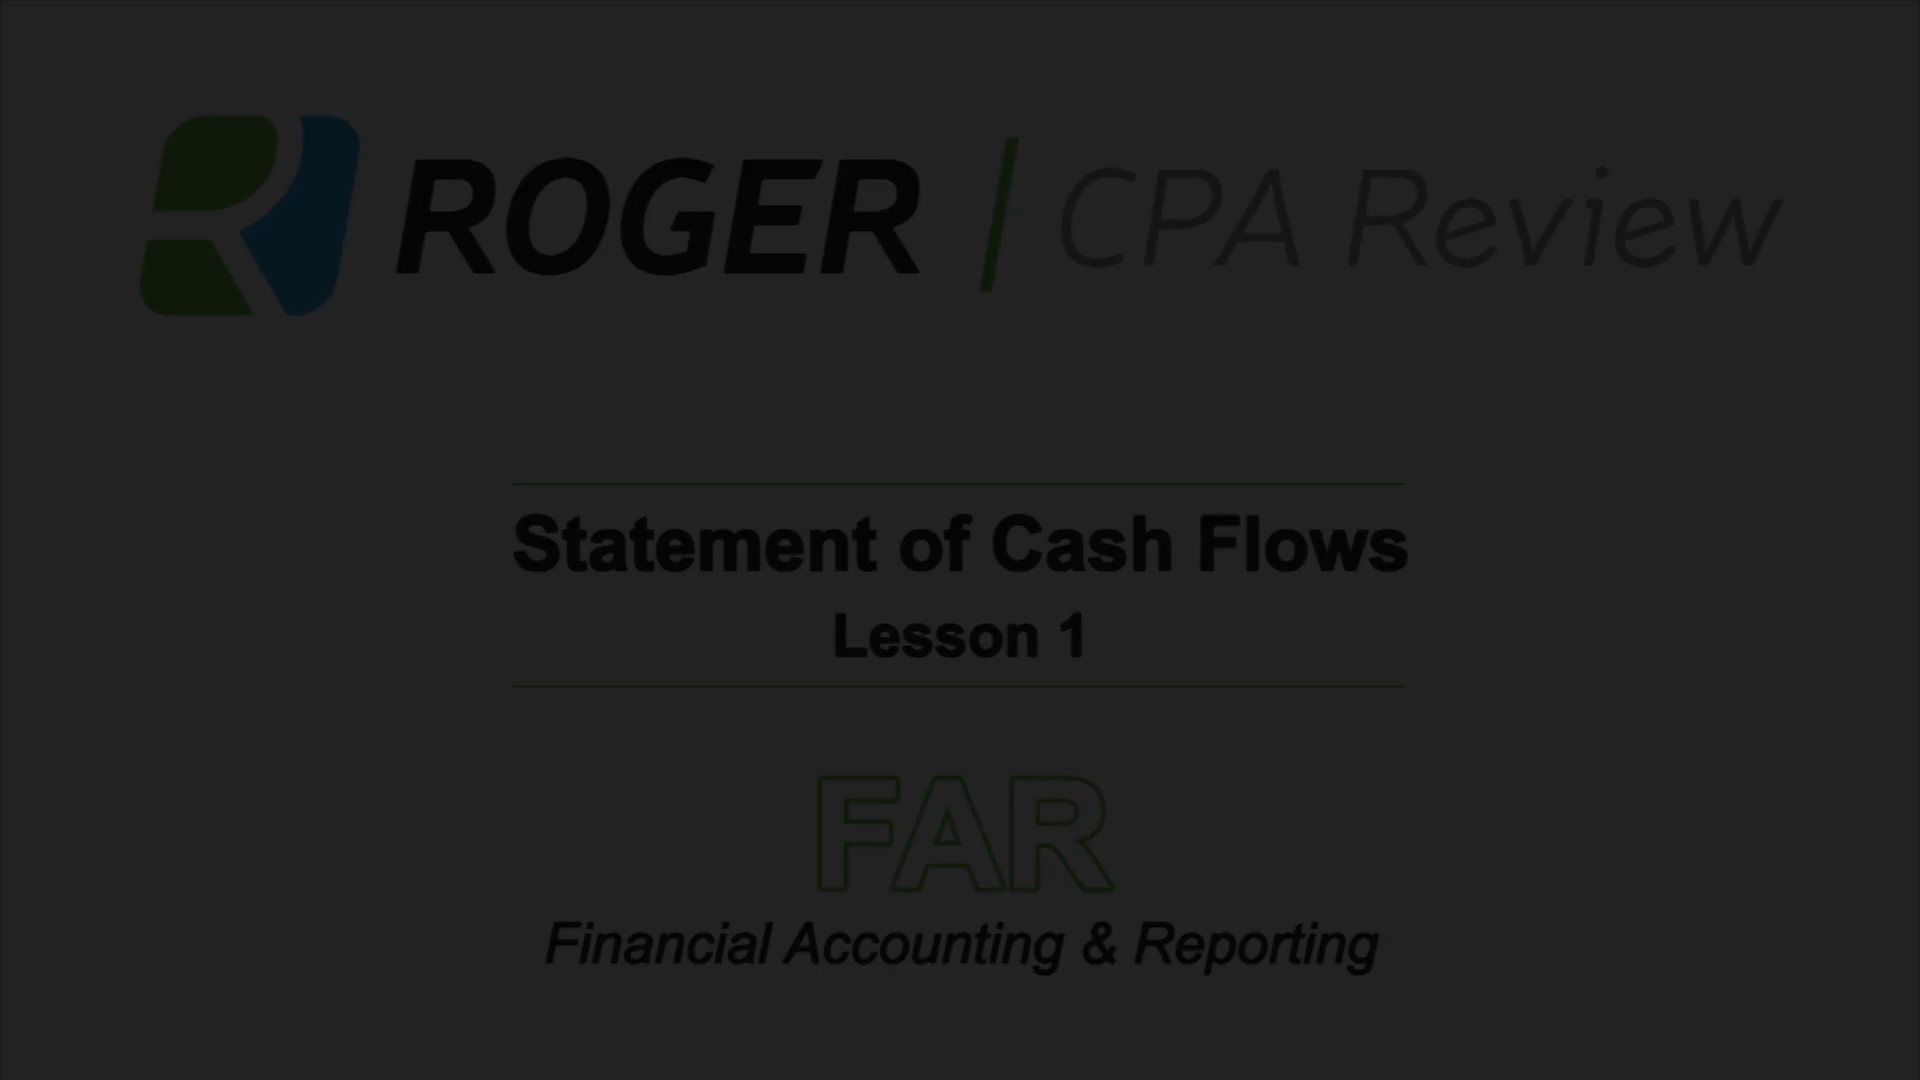 ROGER | CPA Review
Statement of Cash Flows
Lesson 1
FAR
Financial Accounting & Reporting